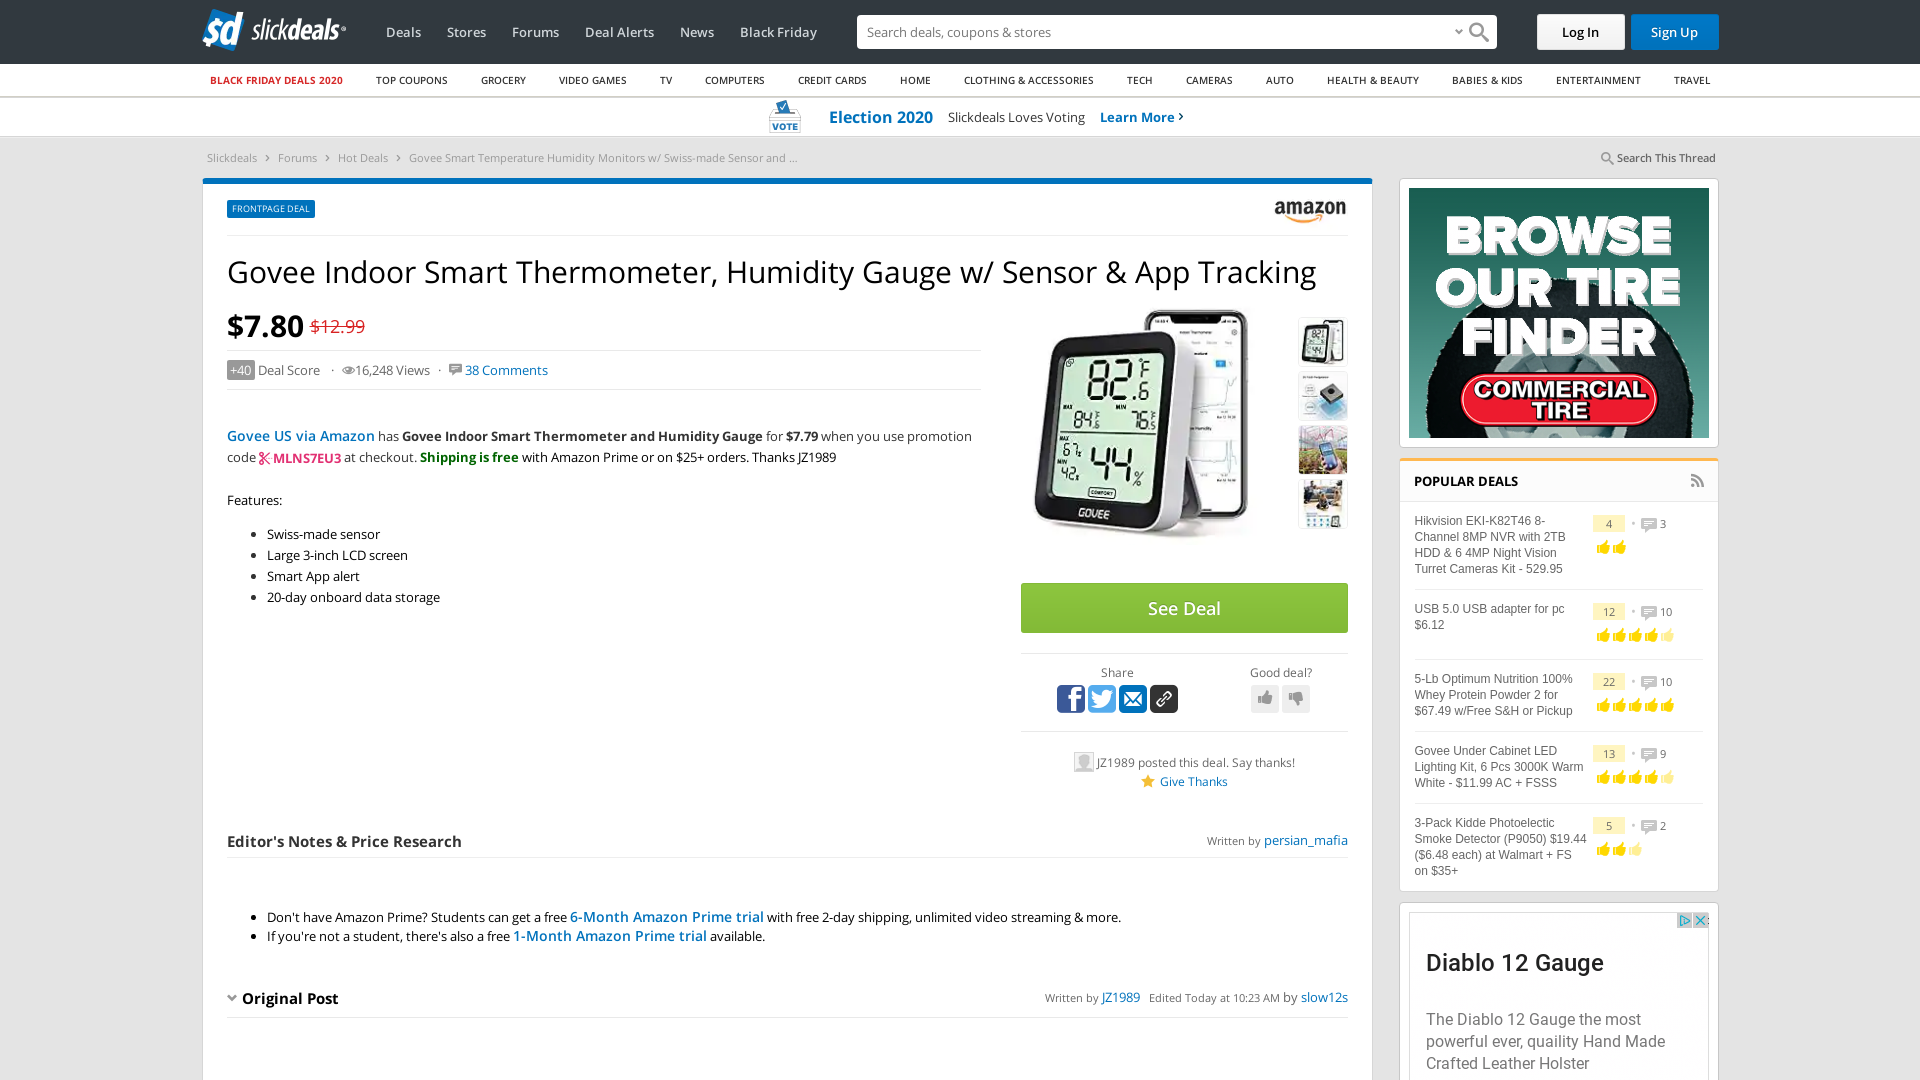 sd slickdeals
Deals Stores Forums Deal Alerts News Black Friday
Search deals, coupons & shopping
Log In Sign Up
BLACK FRIDAY DEALS 2020 TOP COUPONS GROCERY VIDEO GAMES TV COMPUTERS CREDIT CARDS HOME CLOTHING & ACCESSORIES TECH CAMERAS AUTO HEALTH & BEAUTY BABIES & KIDS ENTERTAINMENT TRAVEL
VOTE Election 2020 Slickdeals Loves Voting Learn More
Slickdeals Forums Hot Deals Govee Smart Temperature Humidity Monitors w/ Swiss-made Sensor and ...
Search This Thread
FRONTPAGE DEAL
amazon
Govee Indoor Smart Thermometer, Humidity Gauge w/ Sensor & App Tracking
$7.80 $12.99
+40 Deal Score · 16,248 Views · 38 Comments
Govee US via Amazon has Govee Indoor Smart Thermometer and Humidity Gauge for $7.79 when you use promotion
code MLNS7EU3 at checkout. Shipping is free with Amazon Prime or on $25+ orders. Thanks JZ1989
Features:
Swiss-made sensor
Large 3-inch LCD screen
Smart App alert
20-day onboard data storage
82.6 °F
MAX MIN
MAX
MIN
44 %
COMFORT
GOVEE
See Deal
Share Good deal?
JZ1989 posted this deal. Say thanks!
Give Thanks
Editor's Notes & Price Research
Written by persian_mafia
Don't have Amazon Prime? Students can get a free 6-Month Amazon Prime trial with free 2-day shipping, unlimited video streaming & more.
If you're not a student, there's also a free 1-Month Amazon Prime trial available.
Original Post
Written by JZ1989 Edited Today at 10:23 AM by slow12s
BROWSE
OUR TIRE
FINDER
COMMERCIAL
TIRE
POPULAR DEALS
Hikvision EKI-K82T46 8-
Channel 8MP NVR with 2TB
HDD & 6 4MP Night Vision
Turret Cameras Kit - 529.95
4 · 3
USB 5.0 USB adapter for pc
$6.12
12 · 10
5-Lb Optimum Nutrition 100%
Whey Protein Powder 2 for
$67.49 w/Free S&H or Pickup
22 · 10
Govee Under Cabinet LED
Lighting Kit, 6 Pcs 3000K Warm
White - $11.99 AC + FSSS
13 · 9
3-Pack Kidde Photoelectic
Smoke Detector (P9050) $19.44
($6.48 each) at Walmart + FS
on $35+
5 · 2
Diablo 12 Gauge
The Diablo 12 Gauge the most
powerful ever, quaility Hand Made
Crafted Leather Holster